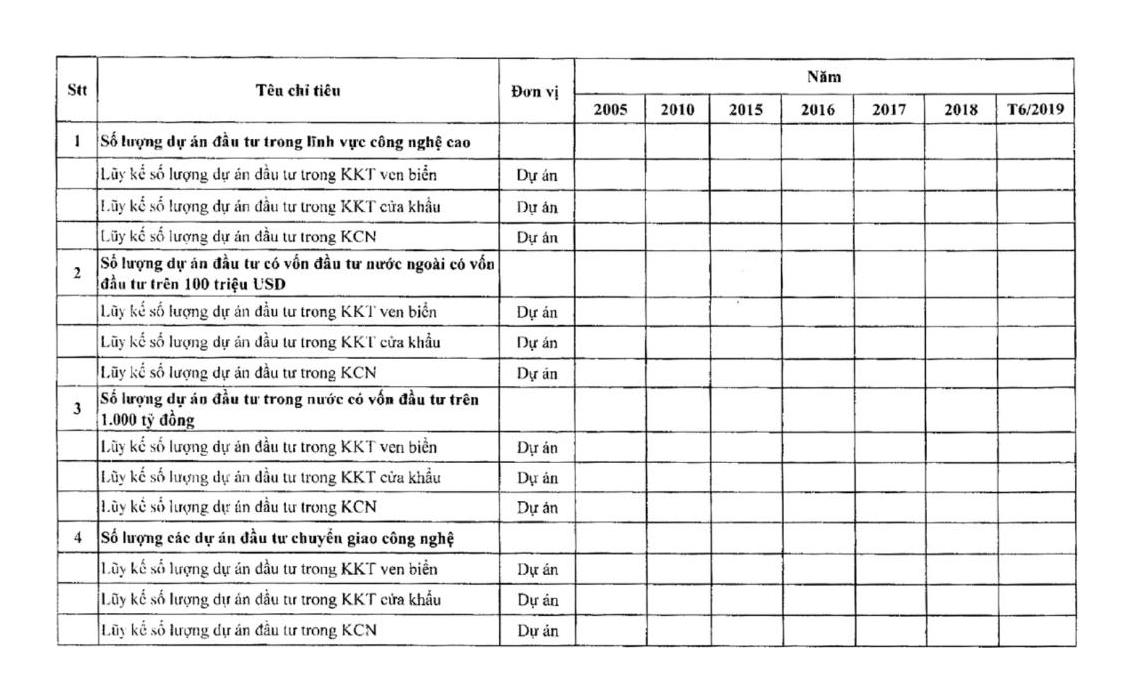 Stt Tên chỉ tiêu Đơn vị Năm
2005 2010 2015 2016 2017 2018 T6/2019
1 Số lượng dự án đầu tư trong lĩnh vực công nghệ cao
Lũy kế số lượng dự án đầu tư trong KKT ven biển Dự án
Lũy kế số lượng dự án đầu tư trong KKT cửa khẩu Dự án
Lũy kế số lượng dự án đầu tư trong KCN Dự án
2 Số lượng dự án đầu tư có vốn đầu tư nước ngoài có vốn
đầu tư trên 100 triệu USD
Lũy kế số lượng dự án đầu tư trong KKT ven biển Dự án
Lũy kế số lượng dự án đầu tư trong KKT cửa khẩu Dự án
Lũy kế số lượng dự án đầu tư trong KCN Dự án
3 Số lượng dự án đầu tư trong nước có vốn đầu tư trên
1.000 tỷ đồng
Lũy kế số lượng dự án đầu tư trong KKT ven biển Dự án
Lũy kế số lượng dự án đầu tư trong KKT cửa khẩu Dự án
Lũy kế số lượng dự án đầu tư trong KCN Dự án
4 Số lượng các dự án đầu tư chuyển giao công nghệ
Lũy kế số lượng dự án đầu tư trong KKT ven biển Dự án
Lũy kế số lượng dự án đầu tư trong KKT cửa khẩu Dự án
Lũy kế số lượng dự án đầu tư trong KCN Dự án